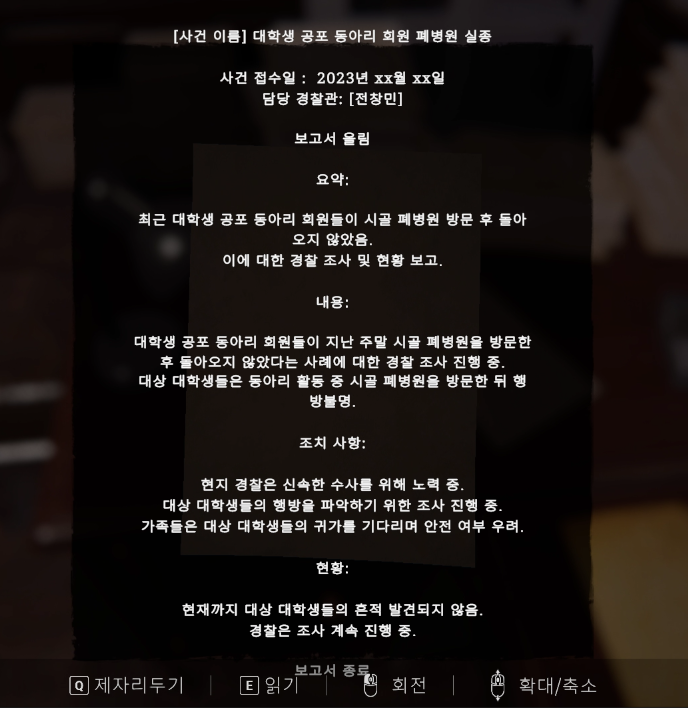 [사건 이름] 대학생 공포 동아리 회원 폐병원 실종
사건 접수일 : 2023년 xx월 xx일
담당 경찰관: [전창민]
보고서 올림
요약:
최근 대학생 공포 동아리 회원들이 시골 폐병원 방문 후 돌아
오지 않았음.
이에 대한 경찰 조사 및 현황 보고.
내용:
대학생 공포 동아리 회원들이 지난 주말 시골 폐병원을 방문한
후 돌아오지 않았다는 사례에 대한 경찰 조사 진행 중.
대상 대학생들은 동아리 활동 중 시골 폐병원을 방문한 뒤 행
방불명.
조치 사항:
현지 경찰은 신속한 수사를 위해 노력 중.
대상 대학생들의 행방을 파악하기 위한 조사 진행 중.
가족들은 대상 대학생들의 귀가를 기다리며 안전 여부 우려.
현황:
현재까지 대상 대학생들의 흔적 발견되지 않음.
경찰은 조사 계속 진행 중.
보고서 종료
Q 제자리두기 E 읽기 회전 확대/축소